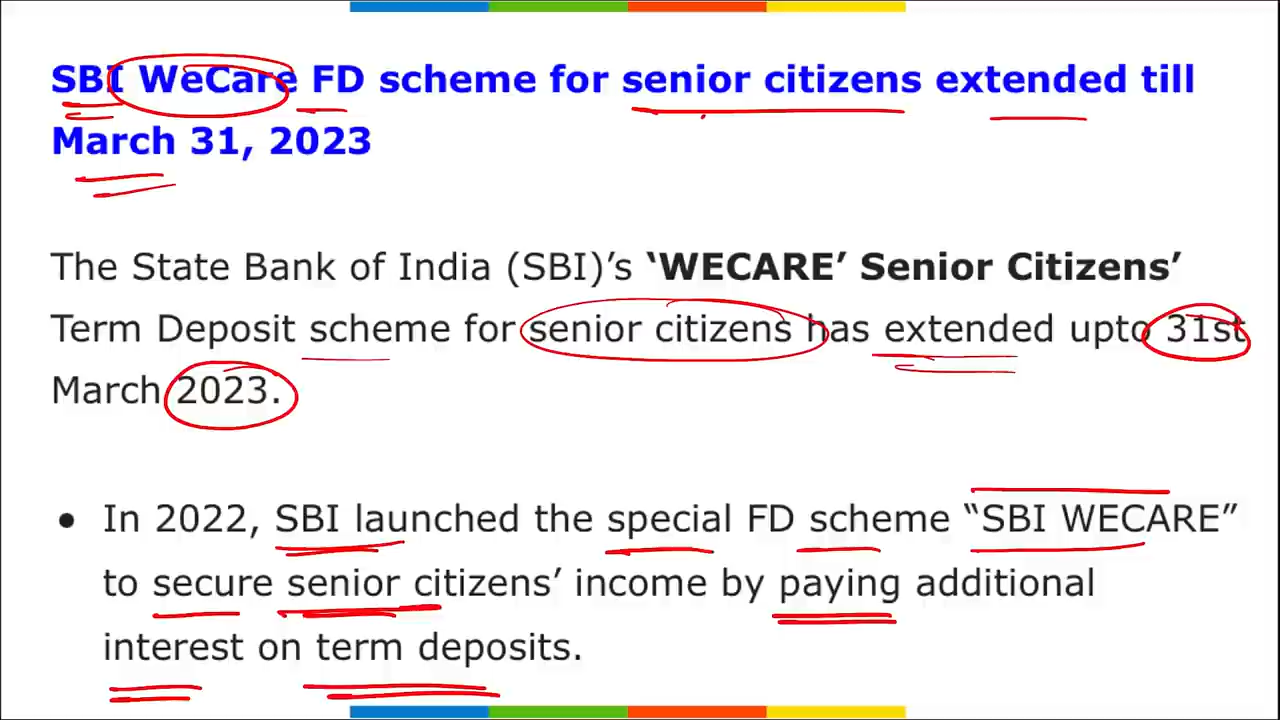 SBI WeCare FD scheme for senior citizens extended till
March 31, 2023
The State Bank of India (SBI)’s ‘WECARE’ Senior Citizens’
Term Deposit scheme for senior citizens has extended upto 31st
March 2023.
• In 2022, SBI launched the special FD scheme “SBI WECARE”
to secure senior citizens’ income by paying additional
interest on term deposits.